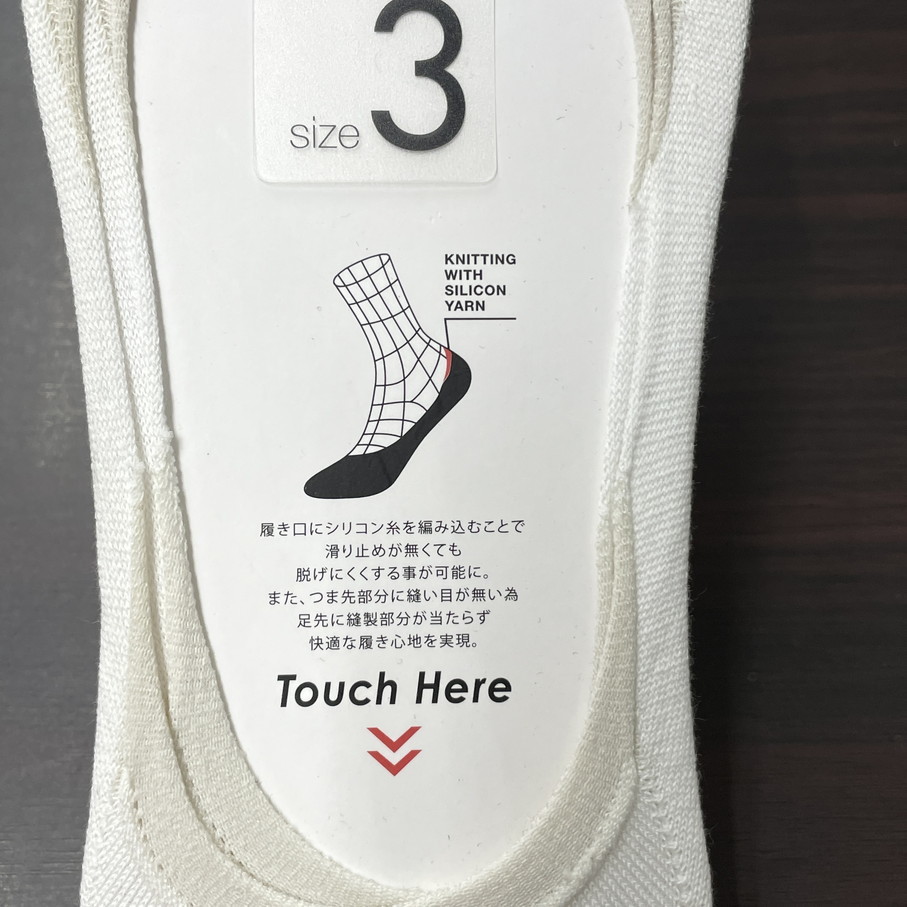 size 3
KNITTING
WITH
SILICON
YARN
履き口にシリコン糸を編み込むことで
滑り止めが無くても
脱げにくくする事が可能に。
また、つま先部分に縫い目が無い為
足先に縫製部分が当たらず
快適な履き心地を実現。
Touch Here